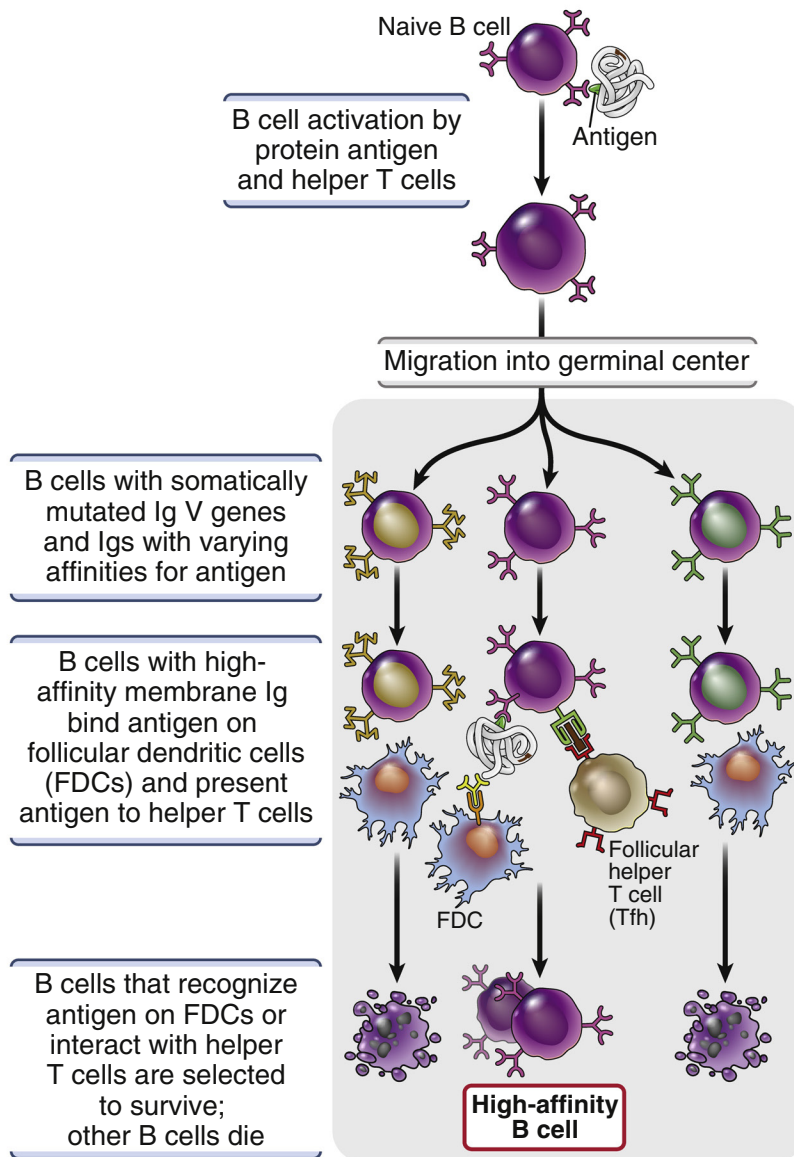 Naive B cell
Antigen
B cell activation by
protein antigen
and helper T cells
Migration into germinal center
B cells with somatically
mutated Ig V genes
and Igs with varying
affinities for antigen
B cells with high-
affinity membrane Ig
bind antigen on
follicular dendritic cells
(FDCs) and present
antigen to helper T cells
FDC
Follicular
helper
T cell
(Tfh)
B cells that recognize
antigen on FDCs or
interact with helper
T cells are selected
to survive;
other B cells die
High-affinity
B cell